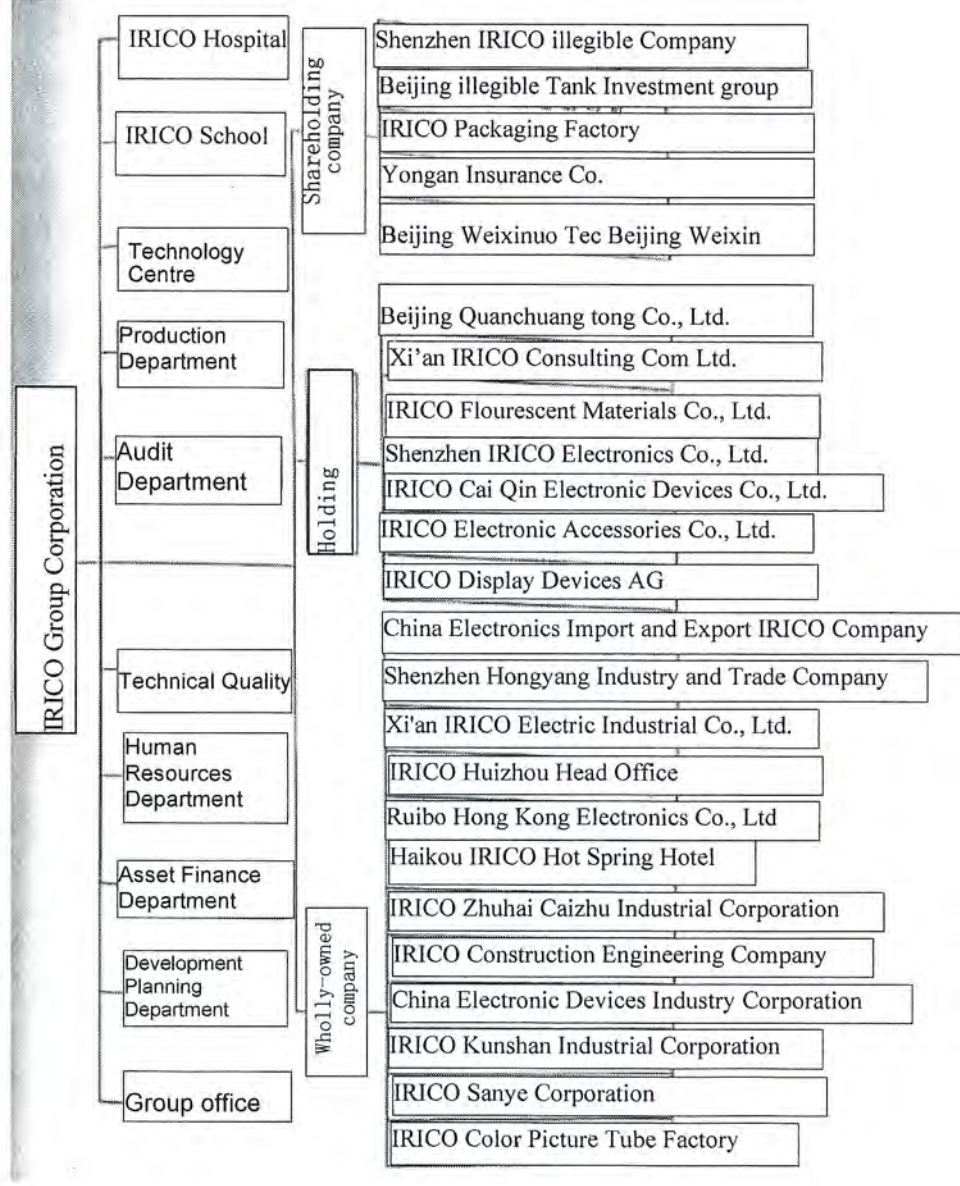 IRICO Group Corporation
IRICO Hospital
IRICO School
Technology
Centre
Production
Department
Audit
Department
Technical Quality
Human
Resources
Department
Asset Finance
Department
Development
Planning
Department
Group office
Shareholding
company
Shenzhen IRICO illegible Company
Beijing illegible Tank Investment group
IRICO Packaging Factory
Yongan Insurance Co.
Beijing Weixinuo Tec Beijing Weixin
Holding
Beijing Quanchuang tong Co., Ltd.
Xi'an IRICO Consulting Com Ltd.
IRICO Flourescent Materials Co., Ltd.
Shenzhen IRICO Electronics Co., Ltd.
IRICO Cai Qin Electronic Devices Co., Ltd.
IRICO Electronic Accessories Co., Ltd.
IRICO Display Devices AG
Wholly-owned
company
China Electronics Import and Export IRICO Company
Shenzhen Hongyang Industry and Trade Company
Xi'an IRICO Electric Industrial Co., Ltd.
IRICO Huizhou Head Office
Ruibo Hong Kong Electronics Co., Ltd
Haikou IRICO Hot Spring Hotel
IRICO Zhuhai Caizhu Industrial Corporation
IRICO Construction Engineering Company
China Electronic Devices Industry Corporation
IRICO Kunshan Industrial Corporation
IRICO Sanye Corporation
IRICO Color Picture Tube Factory